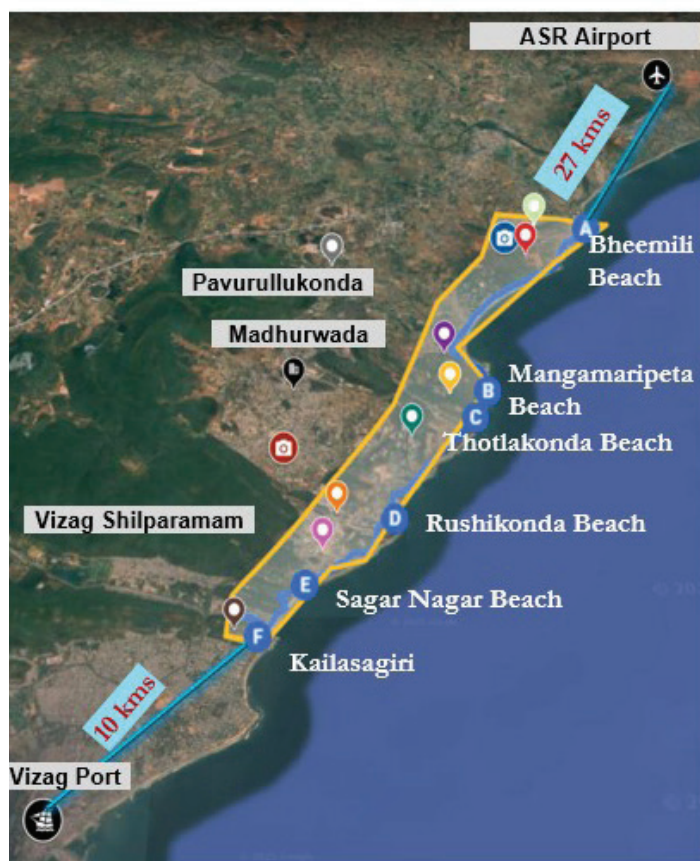 ASR Airport
27 kms
A
Bheemili
Beach
Pavurullukonda
Madhurwada
Mangamaripeta
B
Beach
C
Thotlakonda Beach
Vizag Shilparamam
D
Rushikonda Beach
E
Sagar Nagar Beach
F
Kailasagiri
10 kms
Vizag Port